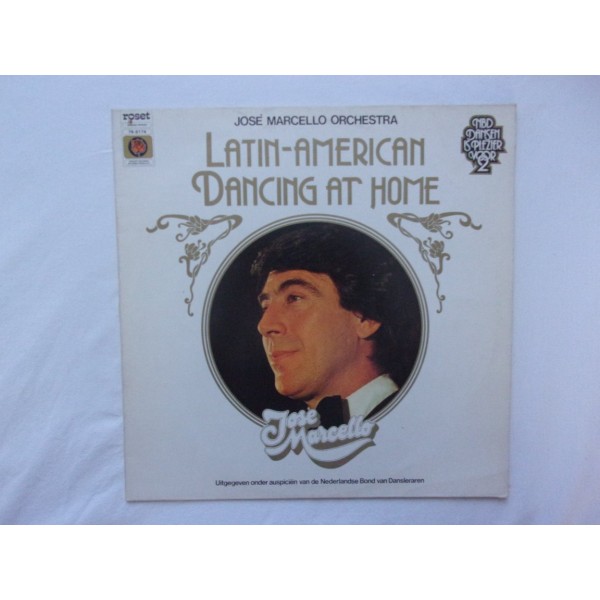 roset
JOSÉ MARCELLO ORCHESTRA
LATIN-AMERICAN
DANCING AT HOME
NBD
DANSEN
IS PLEZIER
VOOR
2
Jose
Marcello
Uitgegeven onder auspiciën van de Nederlandse Bond van Dansleraren